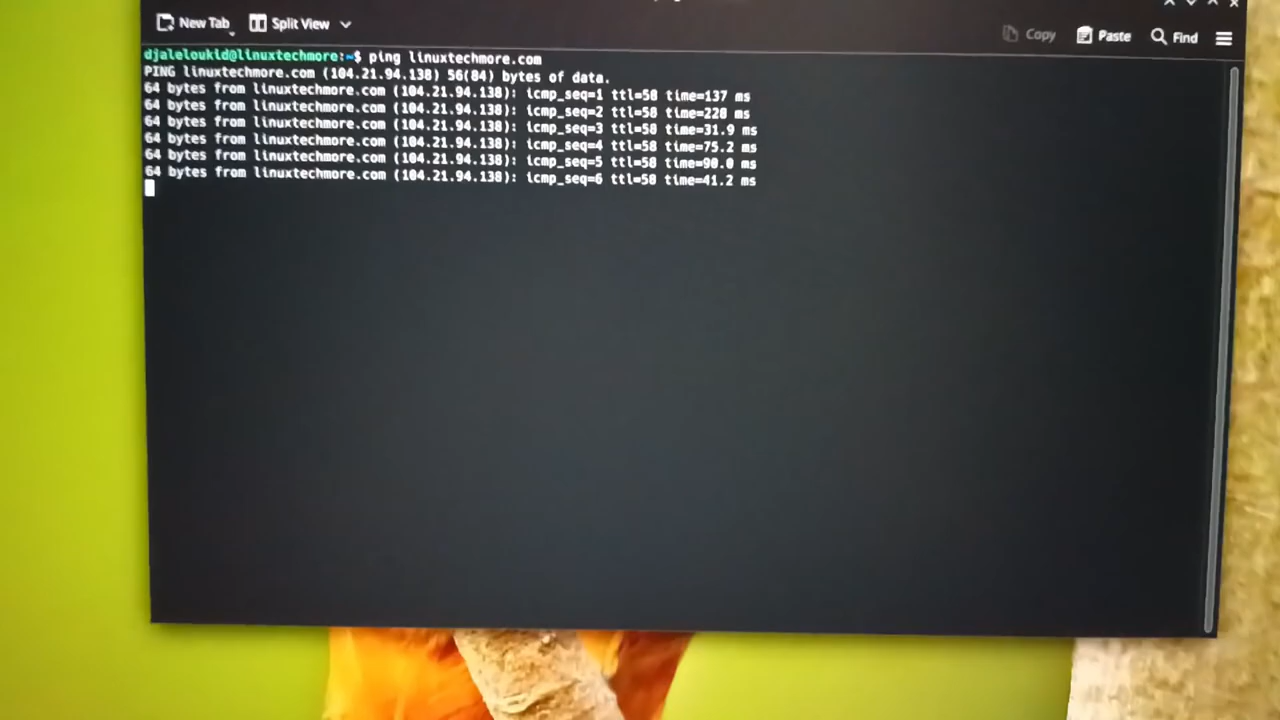 New Tab Split View Copy Paste Find
djaleloukid@linuxtechmore:~$ ping linuxtechmore.com
PING linuxtechmore.com (104.21.94.138) 56(84) bytes of data.
64 bytes from linuxtechmore.com (104.21.94.138): icmp_seq=1 ttl=58 time=137 ms
64 bytes from linuxtechmore.com (104.21.94.138): icmp_seq=2 ttl=58 time=228 ms
64 bytes from linuxtechmore.com (104.21.94.138): icmp_seq=3 ttl=58 time=31.9 ms
64 bytes from linuxtechmore.com (104.21.94.138): icmp_seq=4 ttl=58 time=75.2 ms
64 bytes from linuxtechmore.com (104.21.94.138): icmp_seq=5 ttl=58 time=90.0 ms
64 bytes from linuxtechmore.com (104.21.94.138): icmp_seq=6 ttl=58 time=41.2 ms